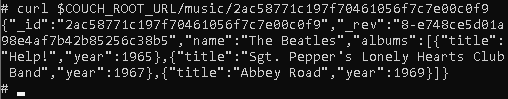 # curl $COUCH_ROOT_URL/music/2ac58771c197f70461056f7c7e00c0f9
{"_id":"2ac58771c197f70461056f7c7e00c0f9","_rev":"8-e748ce5d01a
98e4af7b42b85256c38b5","name":"The Beatles","albums":[{"title":
"Help!","year":1965},{"title":"Sgt. Pepper's Lonely Hearts Club
 Band","year":1967},{"title":"Abbey Road","year":1969}]}
# _